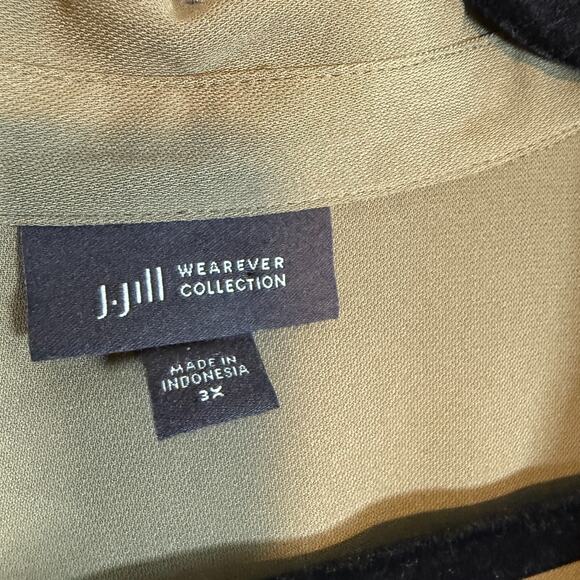 J.Jill WEAREVER
COLLECTION
MADE IN
INDONESIA
3X